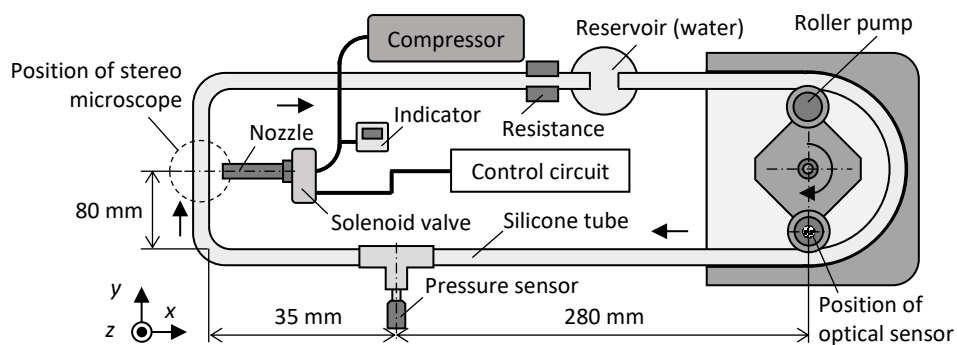 Compressor
Reservoir (water)
Roller pump
Position of stereo
microscope
Nozzle
Indicator
Resistance
Control circuit
80 mm
Solenoid valve
Silicone tube
Pressure sensor
Position of
optical sensor
y
z
x
35 mm
280 mm